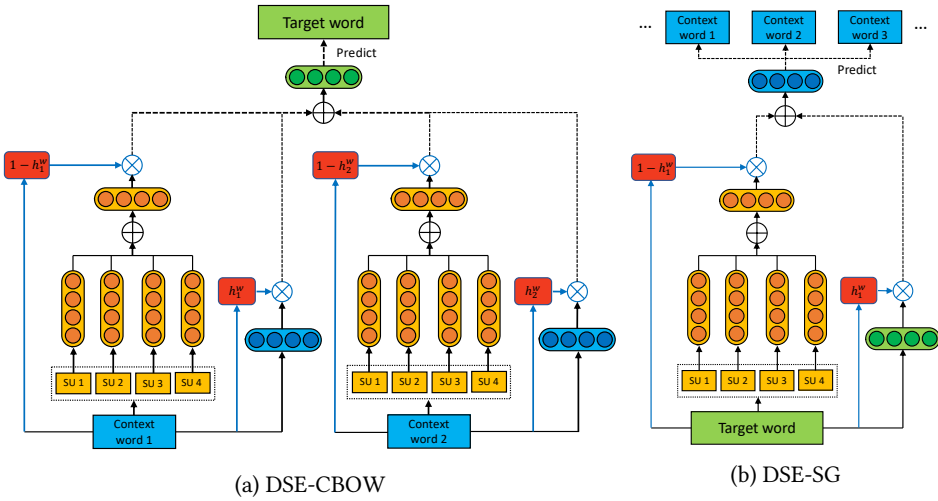 Target word
Predict
1 − h₁ʷ
h₁ʷ
SU 1 SU 2 SU 3 SU 4
Context
word 1
1 − h₂ʷ
h₂ʷ
SU 1 SU 2 SU 3 SU 4
Context
word 2
(a) DSE-CBOW
...
Context
word 1
Context
word 2
Context
word 3
...
Predict
1 − h₁ʷ
h₁ʷ
SU 1 SU 2 SU 3 SU 4
Target word
(b) DSE-SG